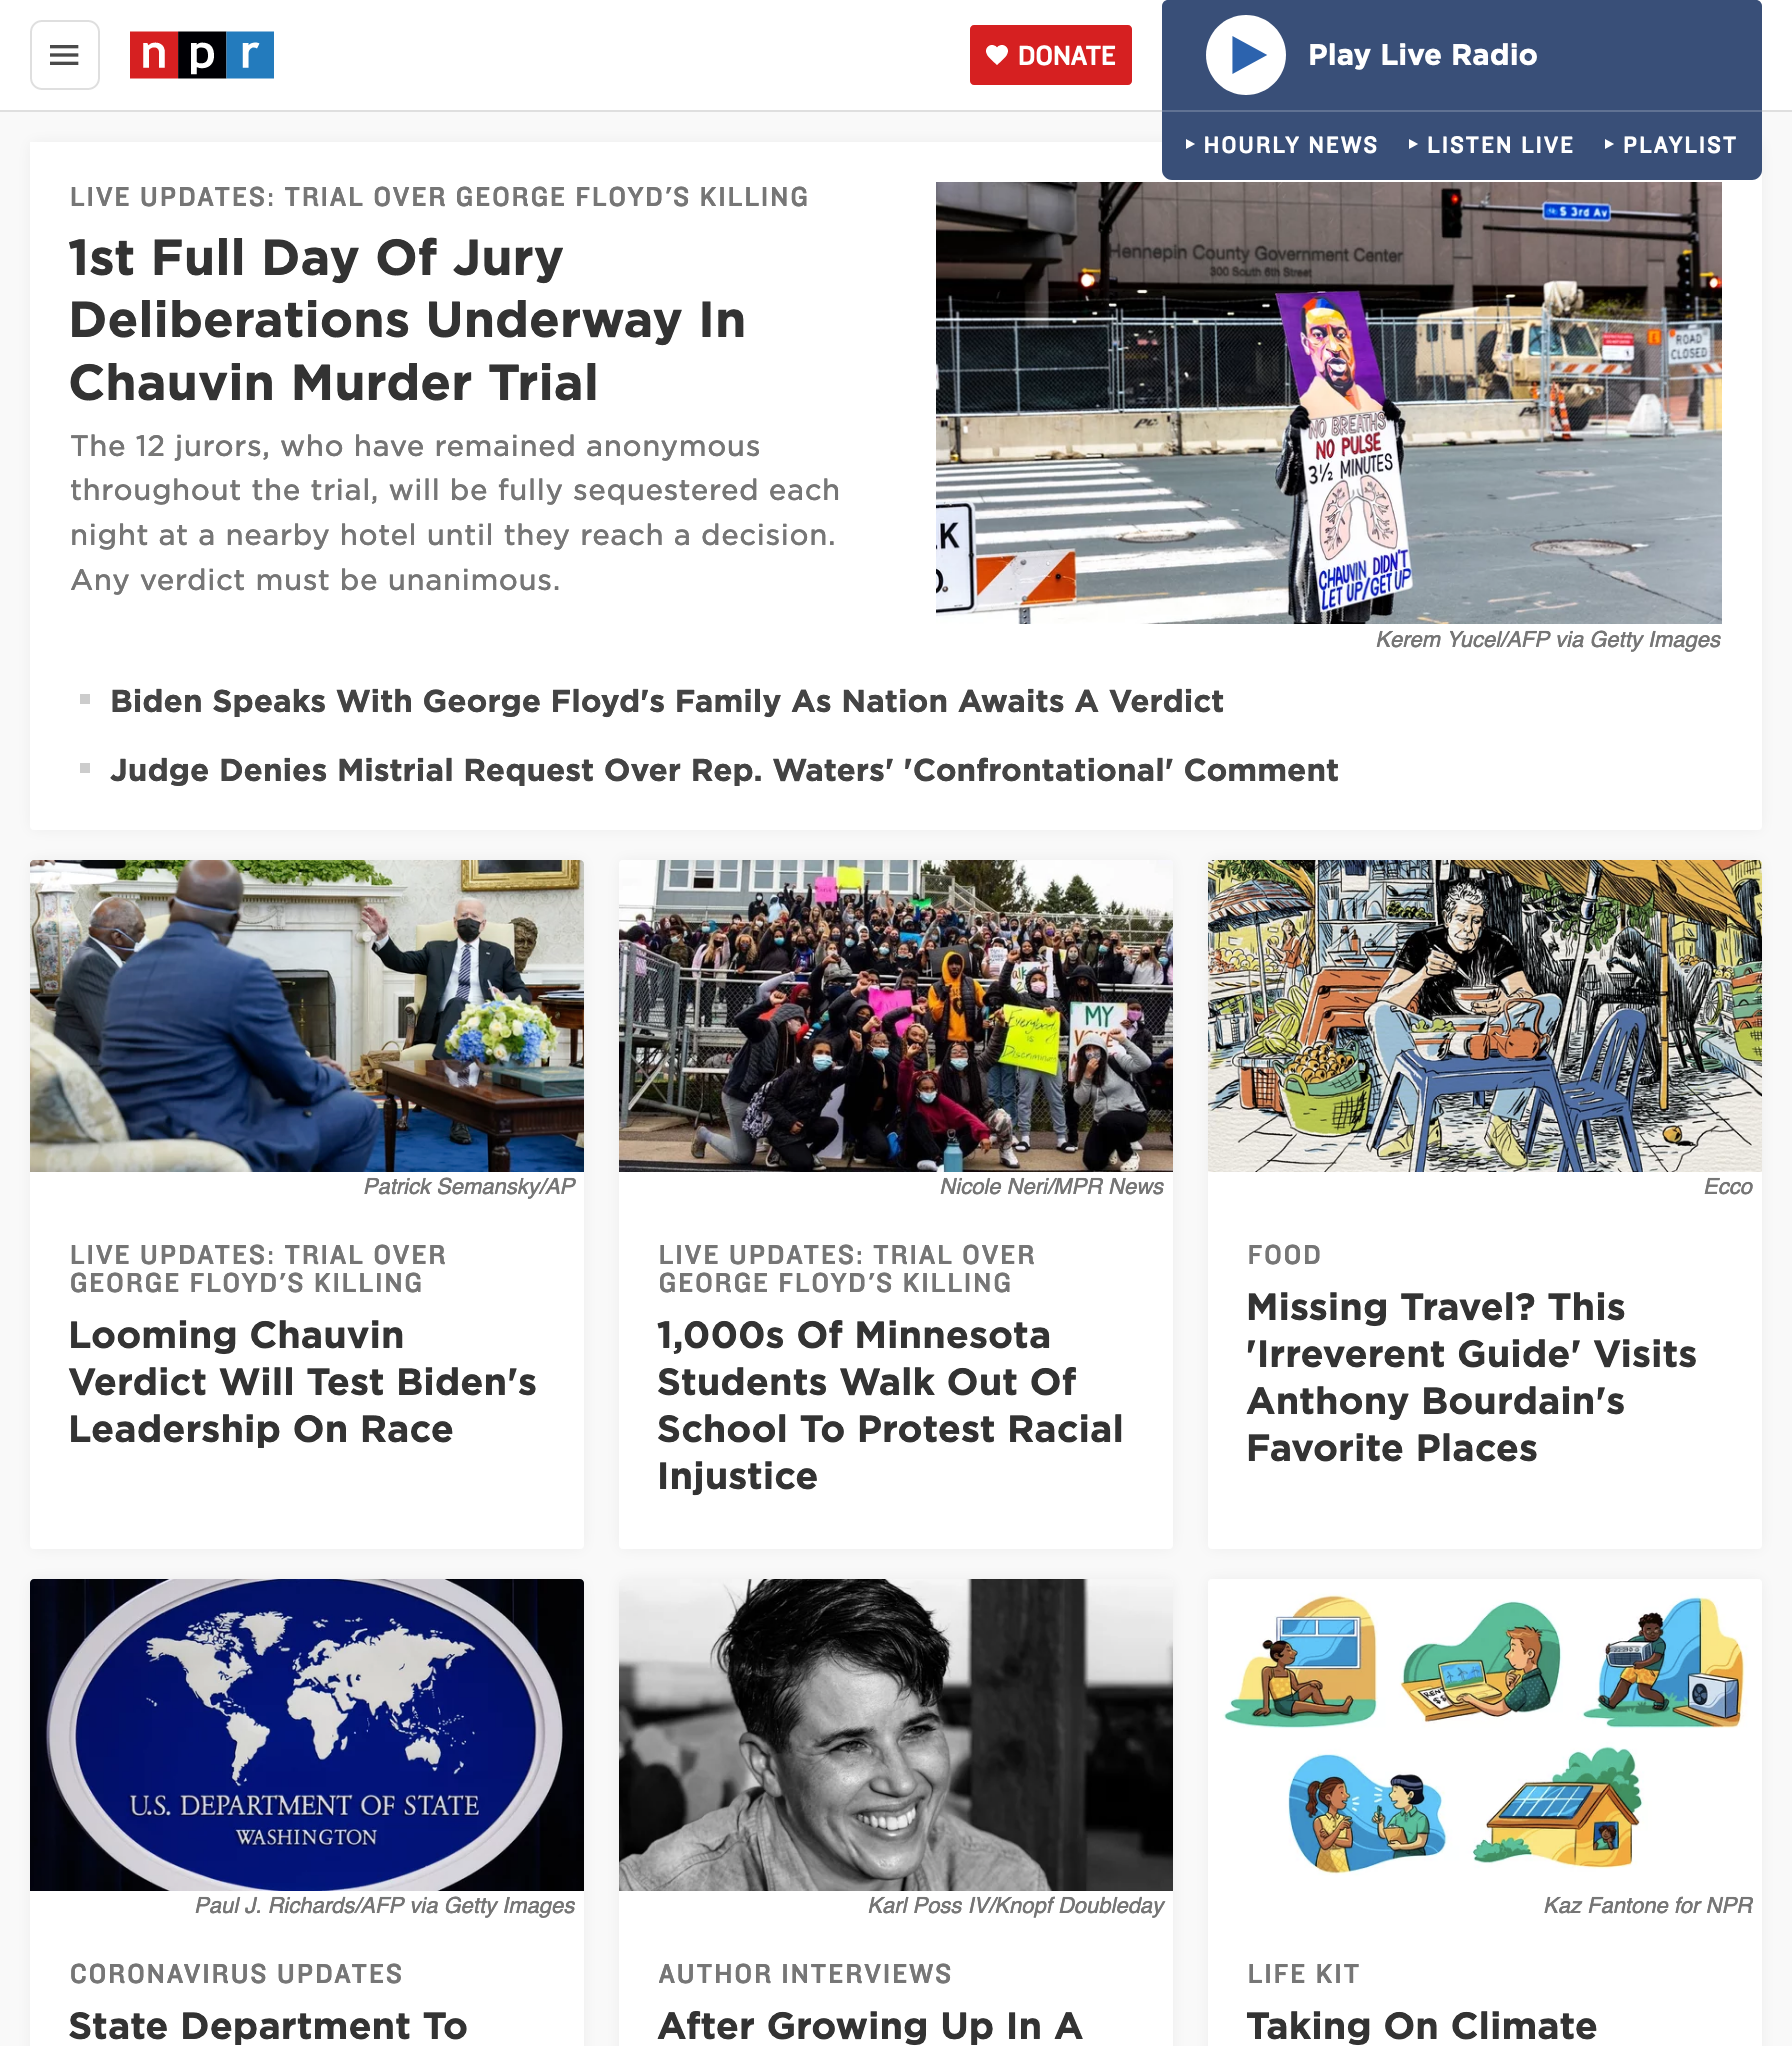 npr
DONATE
Play Live Radio
HOURLY NEWS
LISTEN LIVE
PLAYLIST
LIVE UPDATES: TRIAL OVER GEORGE FLOYD'S KILLING
1st Full Day Of Jury
Deliberations Underway In
Chauvin Murder Trial
The 12 jurors, who have remained anonymous
throughout the trial, will be fully sequestered each
night at a nearby hotel until they reach a decision.
Any verdict must be unanimous.
S 3rd Av
Hennepin County Government Center
300 South 6th Street
ROAD
CLOSED
NO BREATHS
NO PULSE
3½ MINUTES
CHAUVIN DIDN'T
LET UP/GET UP
Kerem Yucel/AFP via Getty Images
Biden Speaks With George Floyd's Family As Nation Awaits A Verdict
Judge Denies Mistrial Request Over Rep. Waters' 'Confrontational' Comment
Patrick Semansky/AP
LIVE UPDATES: TRIAL OVER
GEORGE FLOYD'S KILLING
Looming Chauvin
Verdict Will Test Biden's
Leadership On Race
Everybody
is
MY
Nicole Neri/MPR News
LIVE UPDATES: TRIAL OVER
GEORGE FLOYD'S KILLING
1,000s Of Minnesota
Students Walk Out Of
School To Protest Racial
Injustice
Ecco
FOOD
Missing Travel? This
'Irreverent Guide' Visits
Anthony Bourdain's
Favorite Places
U.S. DEPARTMENT OF STATE
WASHINGTON
Paul J. Richards/AFP via Getty Images
CORONAVIRUS UPDATES
State Department To
Karl Poss IV/Knopf Doubleday
AUTHOR INTERVIEWS
After Growing Up In A
RENT
$$
Kaz Fantone for NPR
LIFE KIT
Taking On Climate